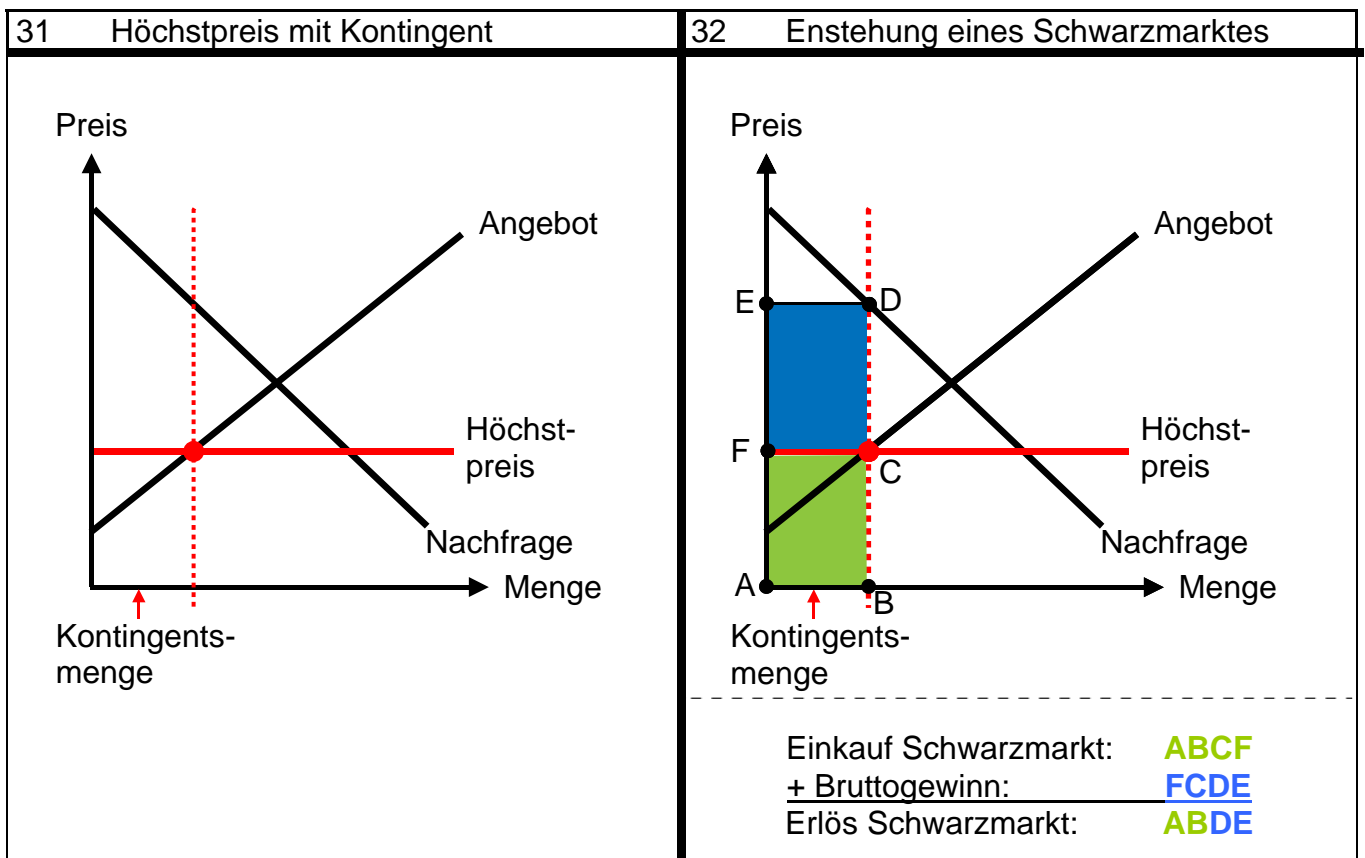 31 Höchstpreis mit Kontingent
Preis
Angebot
Höchst-
preis
Nachfrage
Menge
Kontingents-
menge
32 Enstehung eines Schwarzmarktes
Preis
Angebot
E
D
Höchst-
preis
F
C
Nachfrage
A
B
Menge
Kontingents-
menge
Einkauf Schwarzmarkt: ABCF
+ Bruttogewinn: FCDE
Erlös Schwarzmarkt: ABDE